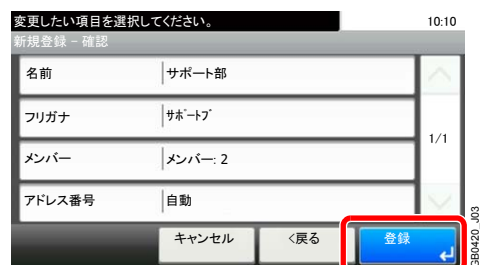 変更したい項目を選択してください。 10:10
新規登録 - 確認
名前 サポート部
フリガナ ｻﾎﾟｰﾄﾌﾞ
1/1
メンバー メンバー: 2
アドレス番号 自動
キャンセル <戻る 登録
GB0420_J03